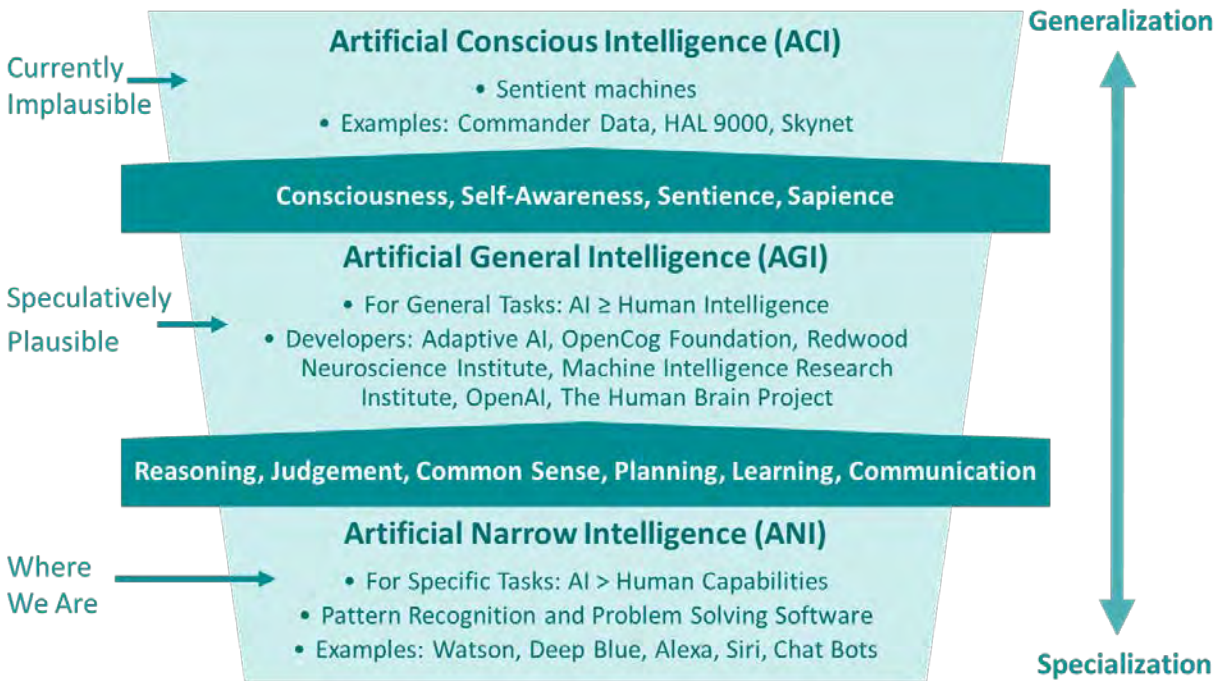 Generalization
Artificial Conscious Intelligence (ACI)
Currently
Implausible
• Sentient machines
• Examples: Commander Data, HAL 9000, Skynet
Consciousness, Self-Awareness, Sentience, Sapience
Artificial General Intelligence (AGI)
Speculatively
Plausible
• For General Tasks: AI ≥ Human Intelligence
• Developers: Adaptive AI, OpenCog Foundation, Redwood
Neuroscience Institute, Machine Intelligence Research
Institute, OpenAI, The Human Brain Project
Reasoning, Judgement, Common Sense, Planning, Learning, Communication
Artificial Narrow Intelligence (ANI)
Where
We Are
• For Specific Tasks: AI > Human Capabilities
• Pattern Recognition and Problem Solving Software
• Examples: Watson, Deep Blue, Alexa, Siri, Chat Bots
Specialization